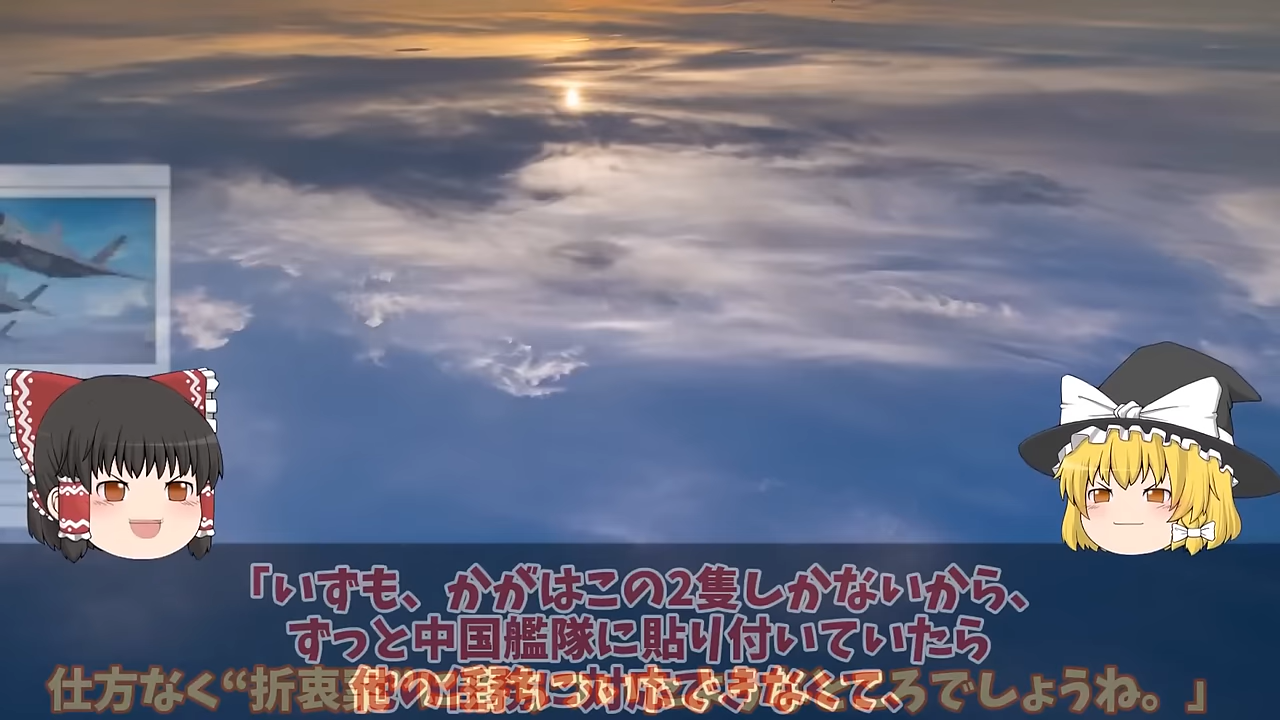 「いずも、かがはこの2隻しかないから、
ずっと中国艦隊に貼り付いていたら
他の任務に対応できなくて、
仕方なく“折衷 ろでしょうね。」